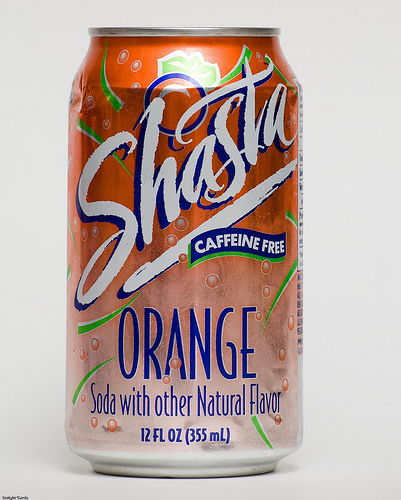 Shasta
CAFFEINE FREE
ORANGE
Soda with other Natural Flavor
12 FL OZ (355 mL)